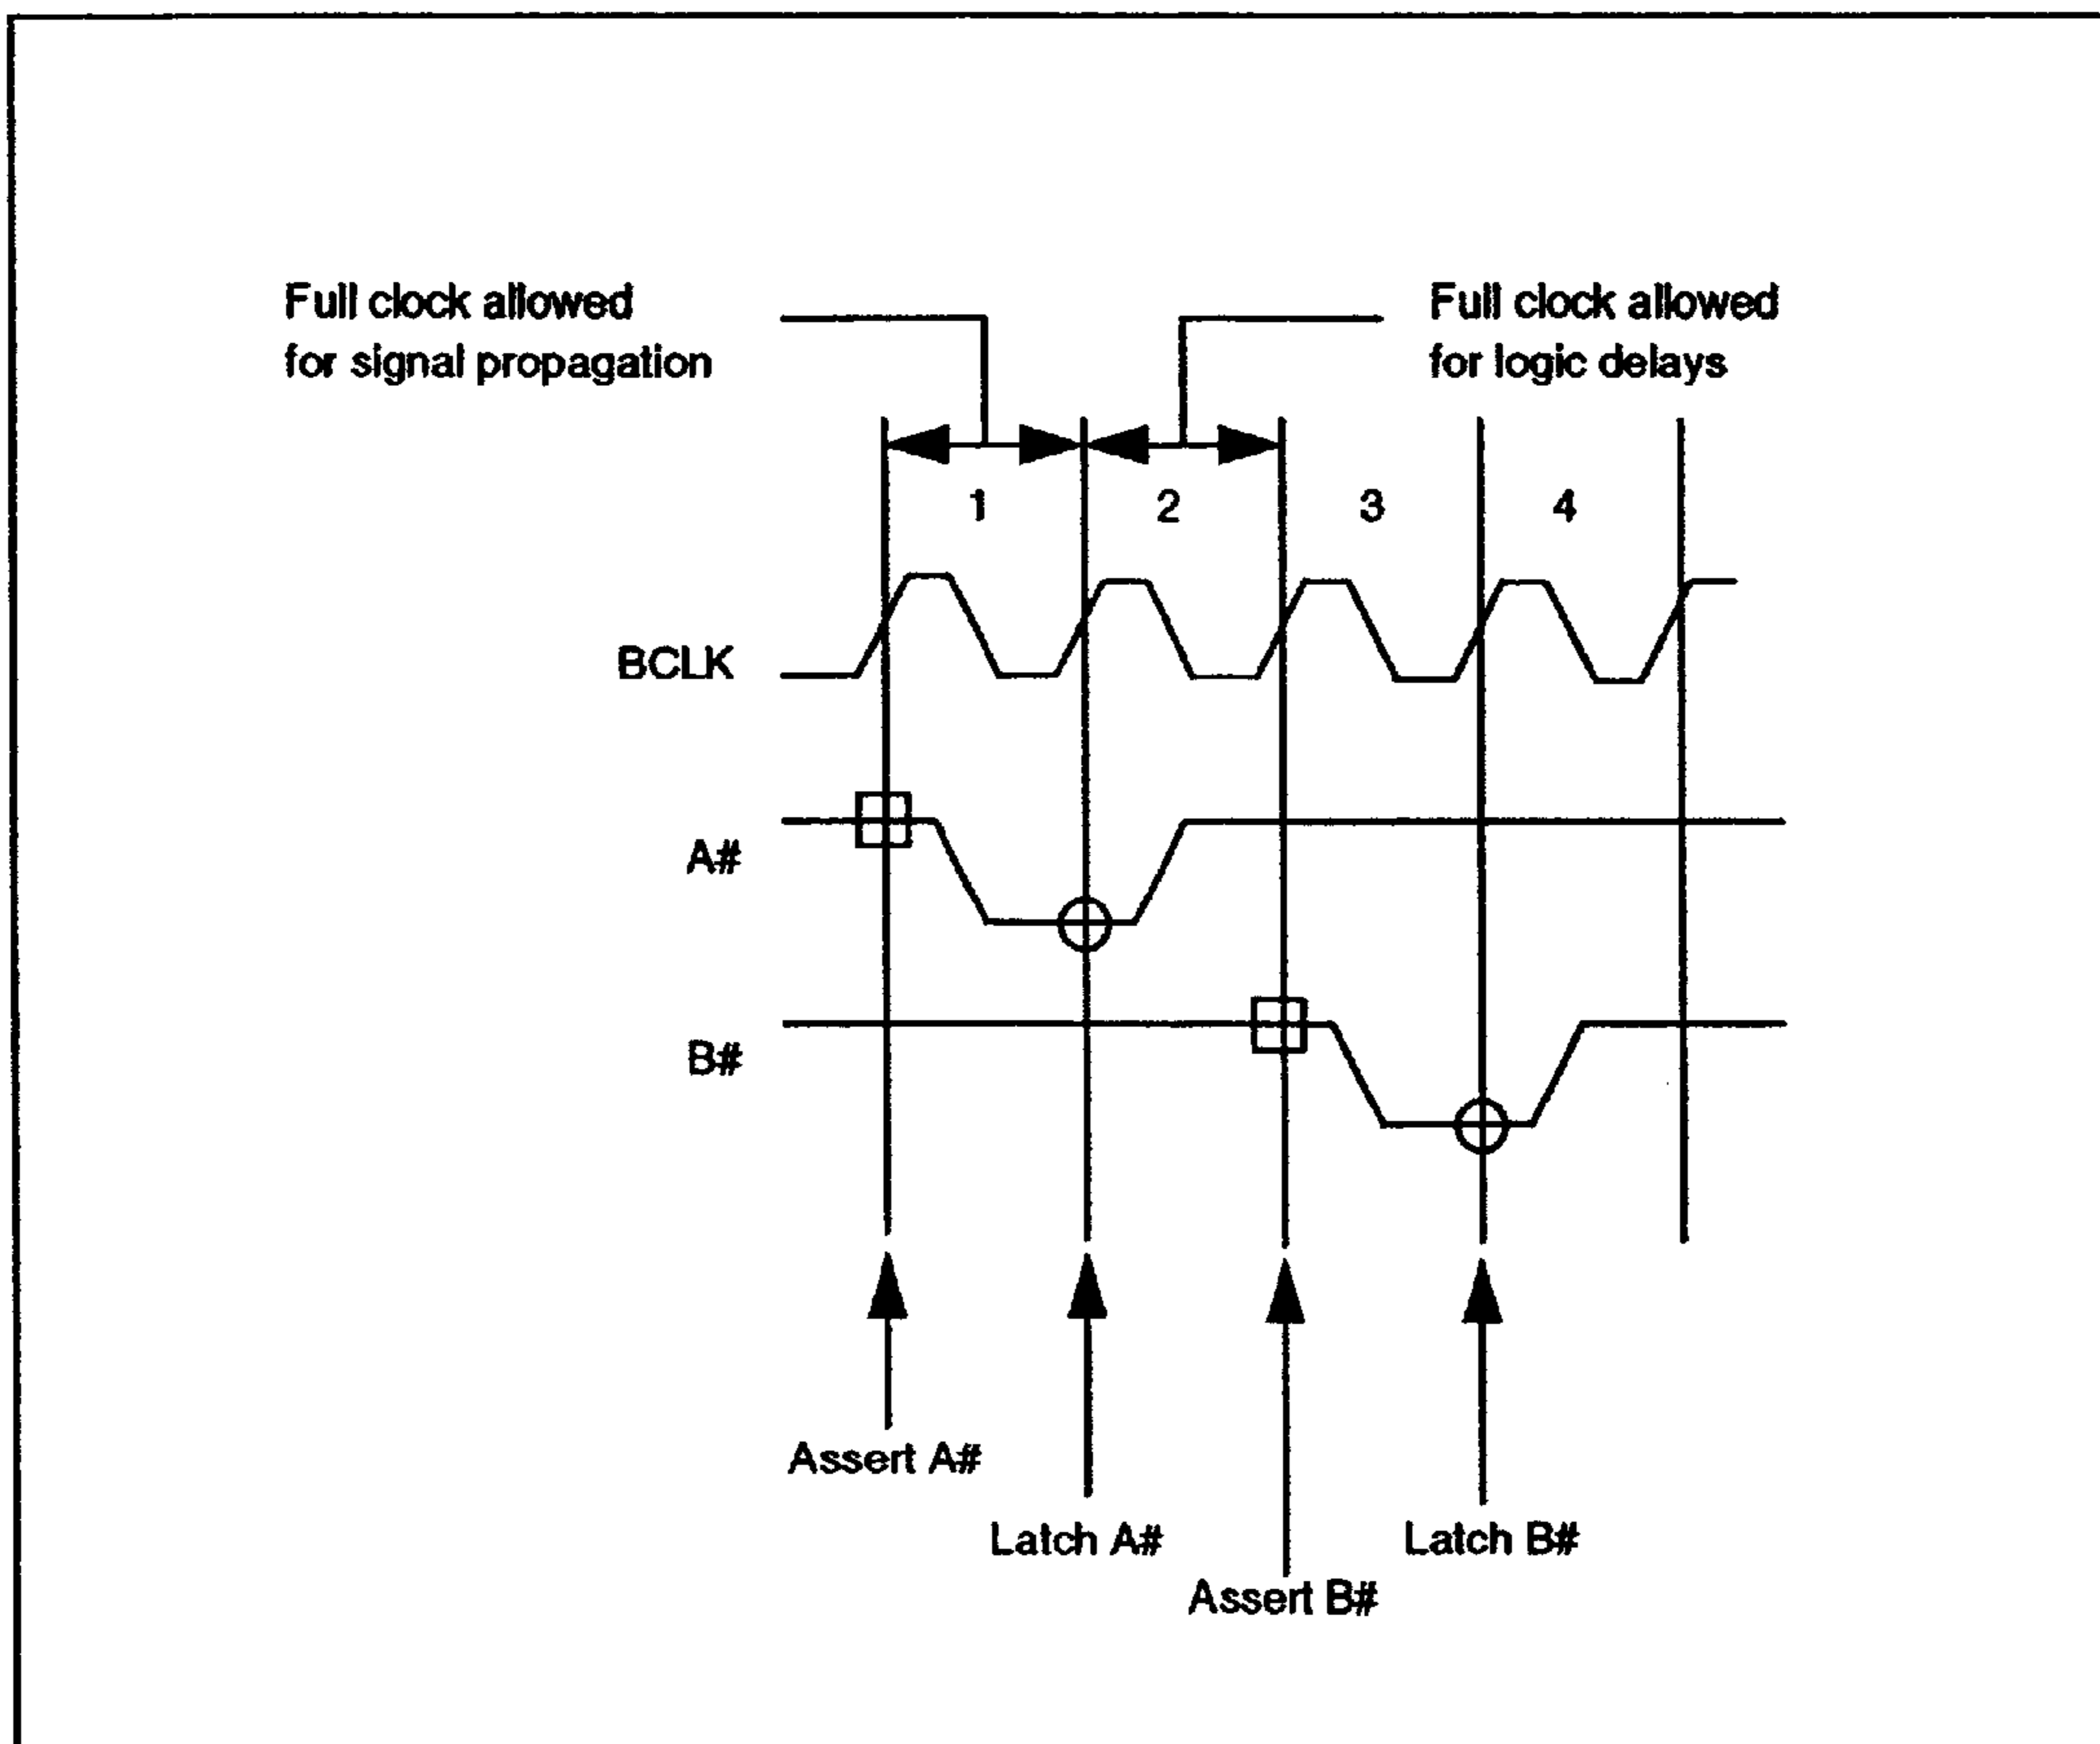 Full clock allowed
for signal propagation
Full clock allowed
for logic delays
1 2 3 4
BCLK
A#
B#
Assert A#
Latch A#
Latch B#
Assert B#